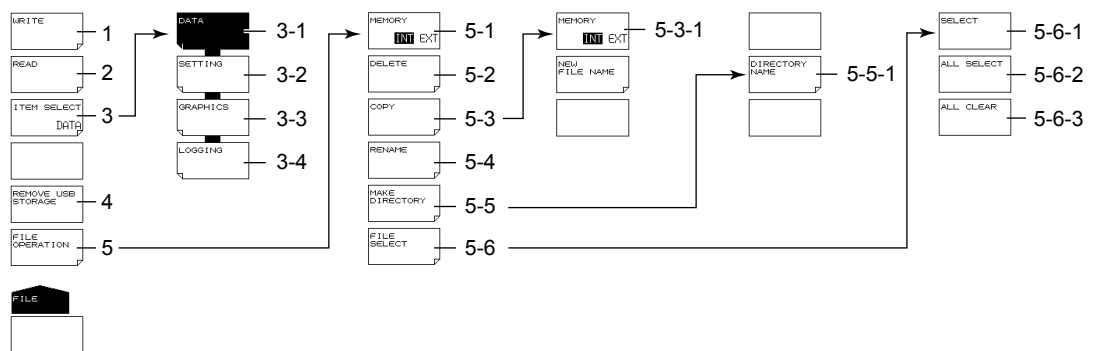 WRITE
1
READ
2
ITEM SELECT
DATA
3
REMOVE USB
STORAGE
4
FILE
OPERATION
5
FILE
DATA
3-1
SETTING
3-2
GRAPHICS
3-3
LOGGING
3-4
MEMORY
INT EXT
5-1
DELETE
5-2
COPY
5-3
RENAME
5-4
MAKE
DIRECTORY
5-5
FILE
SELECT
5-6
MEMORY
INT EXT
5-3-1
NEW
FILE NAME
DIRECTORY
NAME
5-5-1
SELECT
5-6-1
ALL SELECT
5-6-2
ALL CLEAR
5-6-3